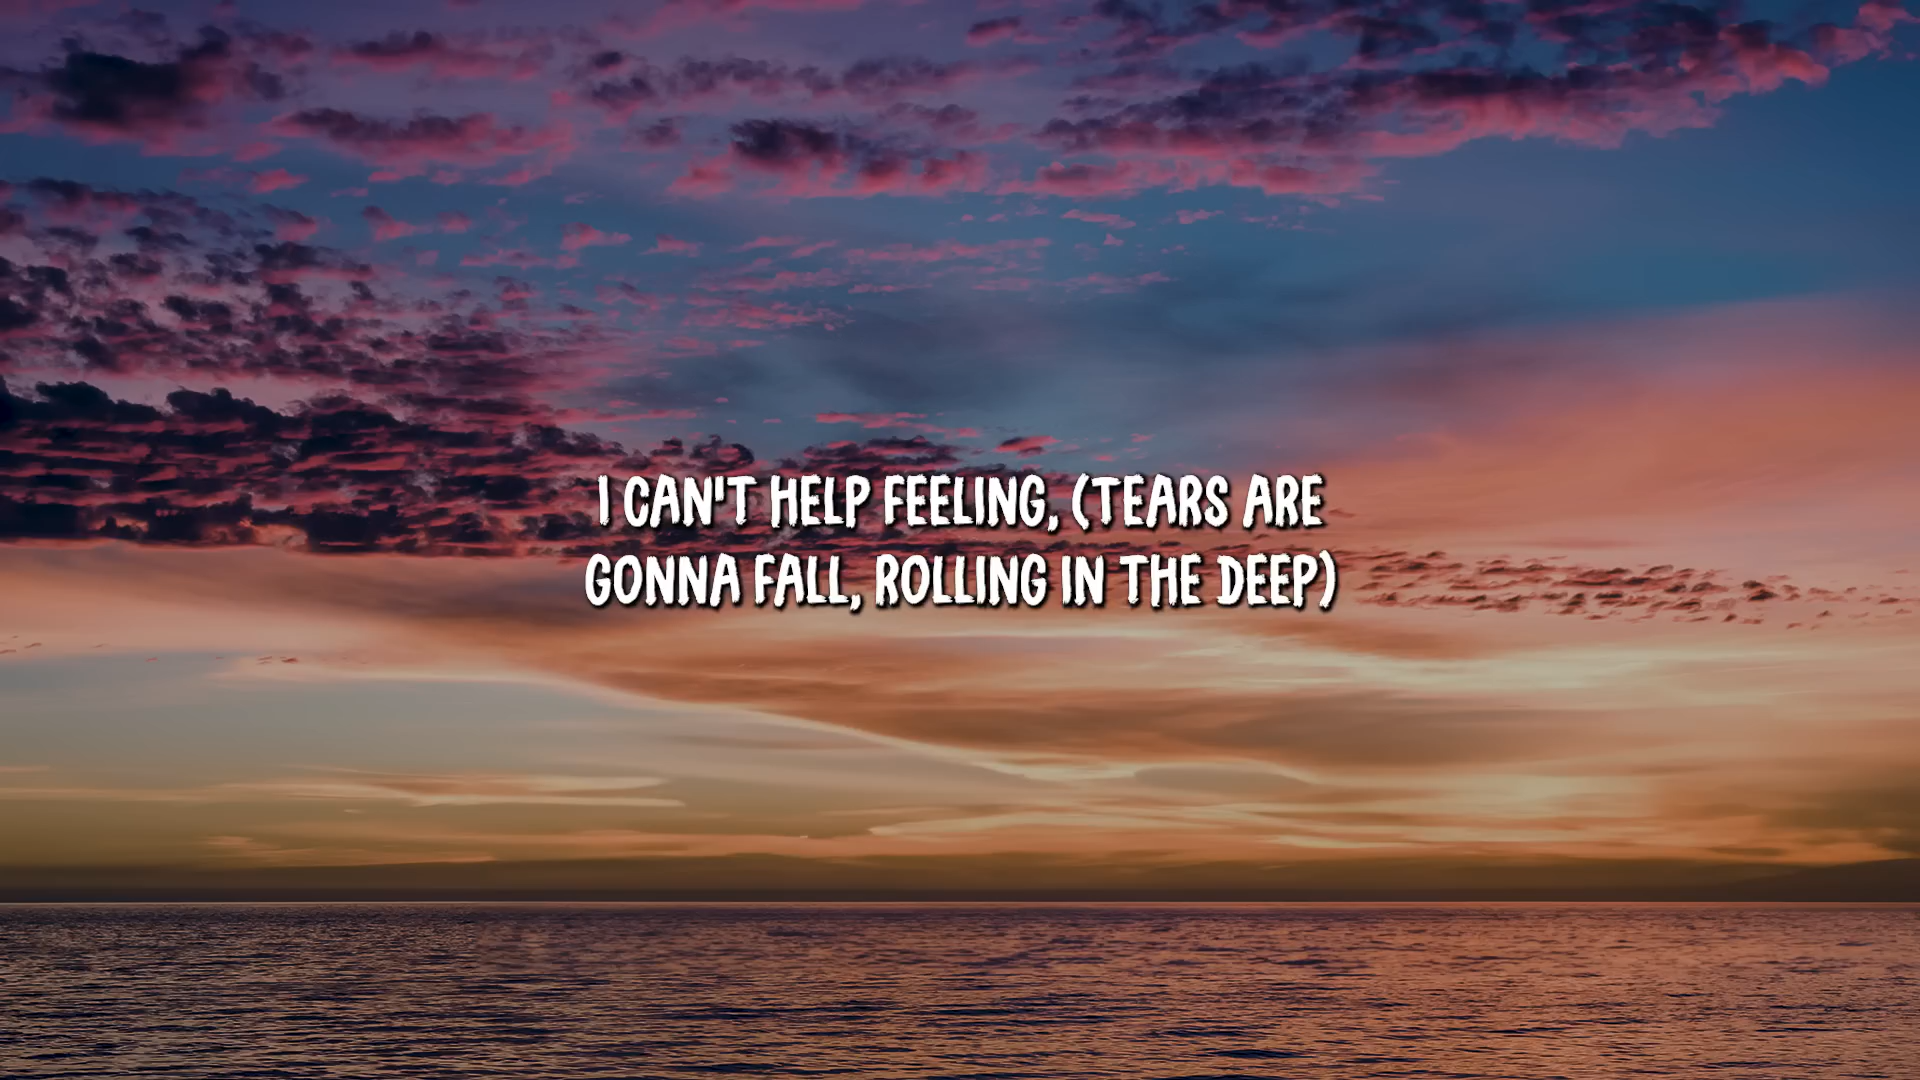 I CAN'T HELP FEELING, (TEARS ARE
GONNA FALL, ROLLING IN THE DEEP)